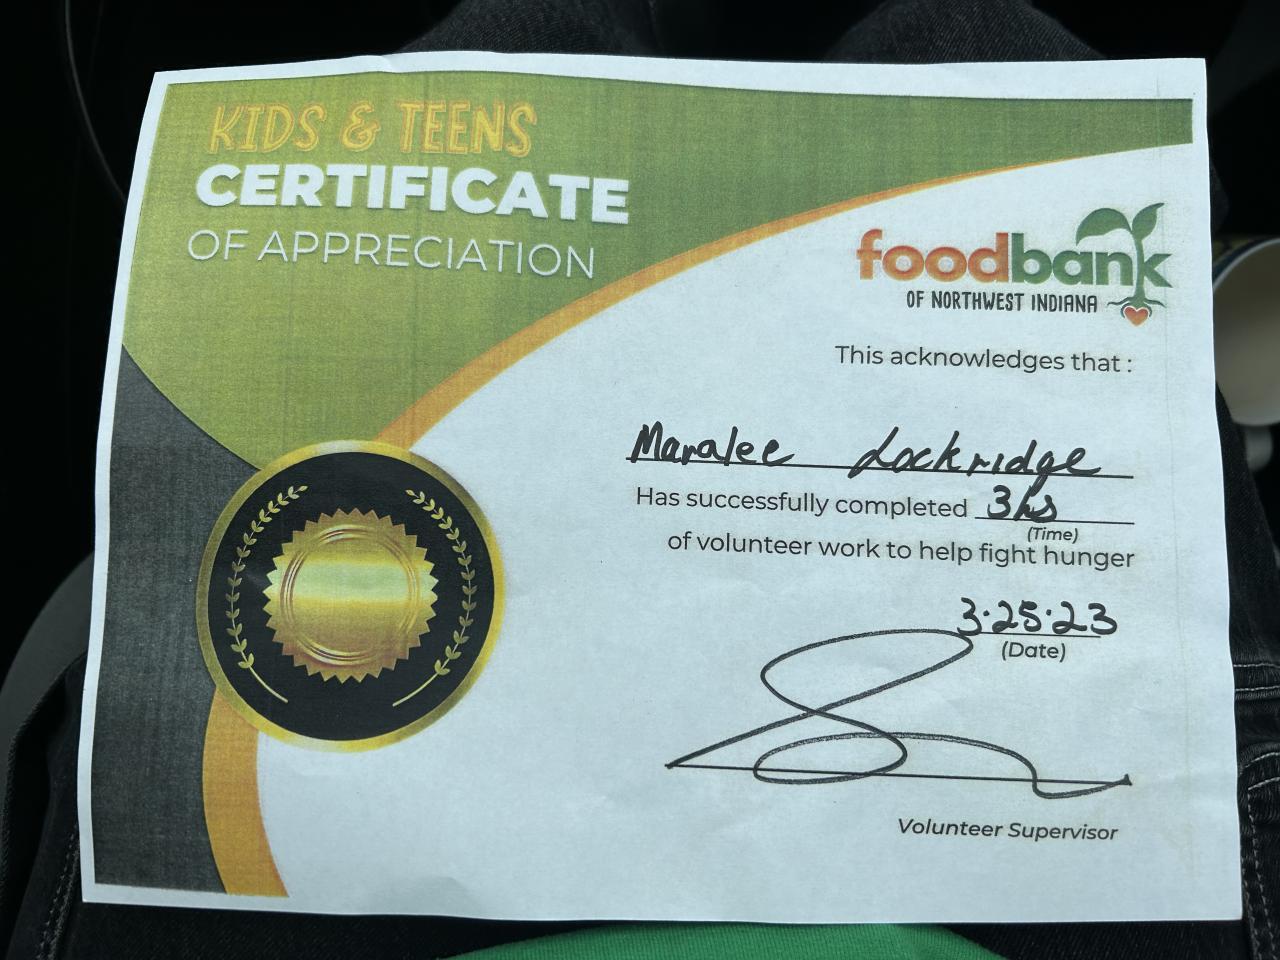 KIDS & TEENS
CERTIFICATE
OF APPRECIATION
foodbank
OF NORTHWEST INDIANA
This acknowledges that :
Maralee Lockridge
Has successfully completed 3hs
(Time)
of volunteer work to help fight hunger
3.25.23
(Date)
Volunteer Supervisor